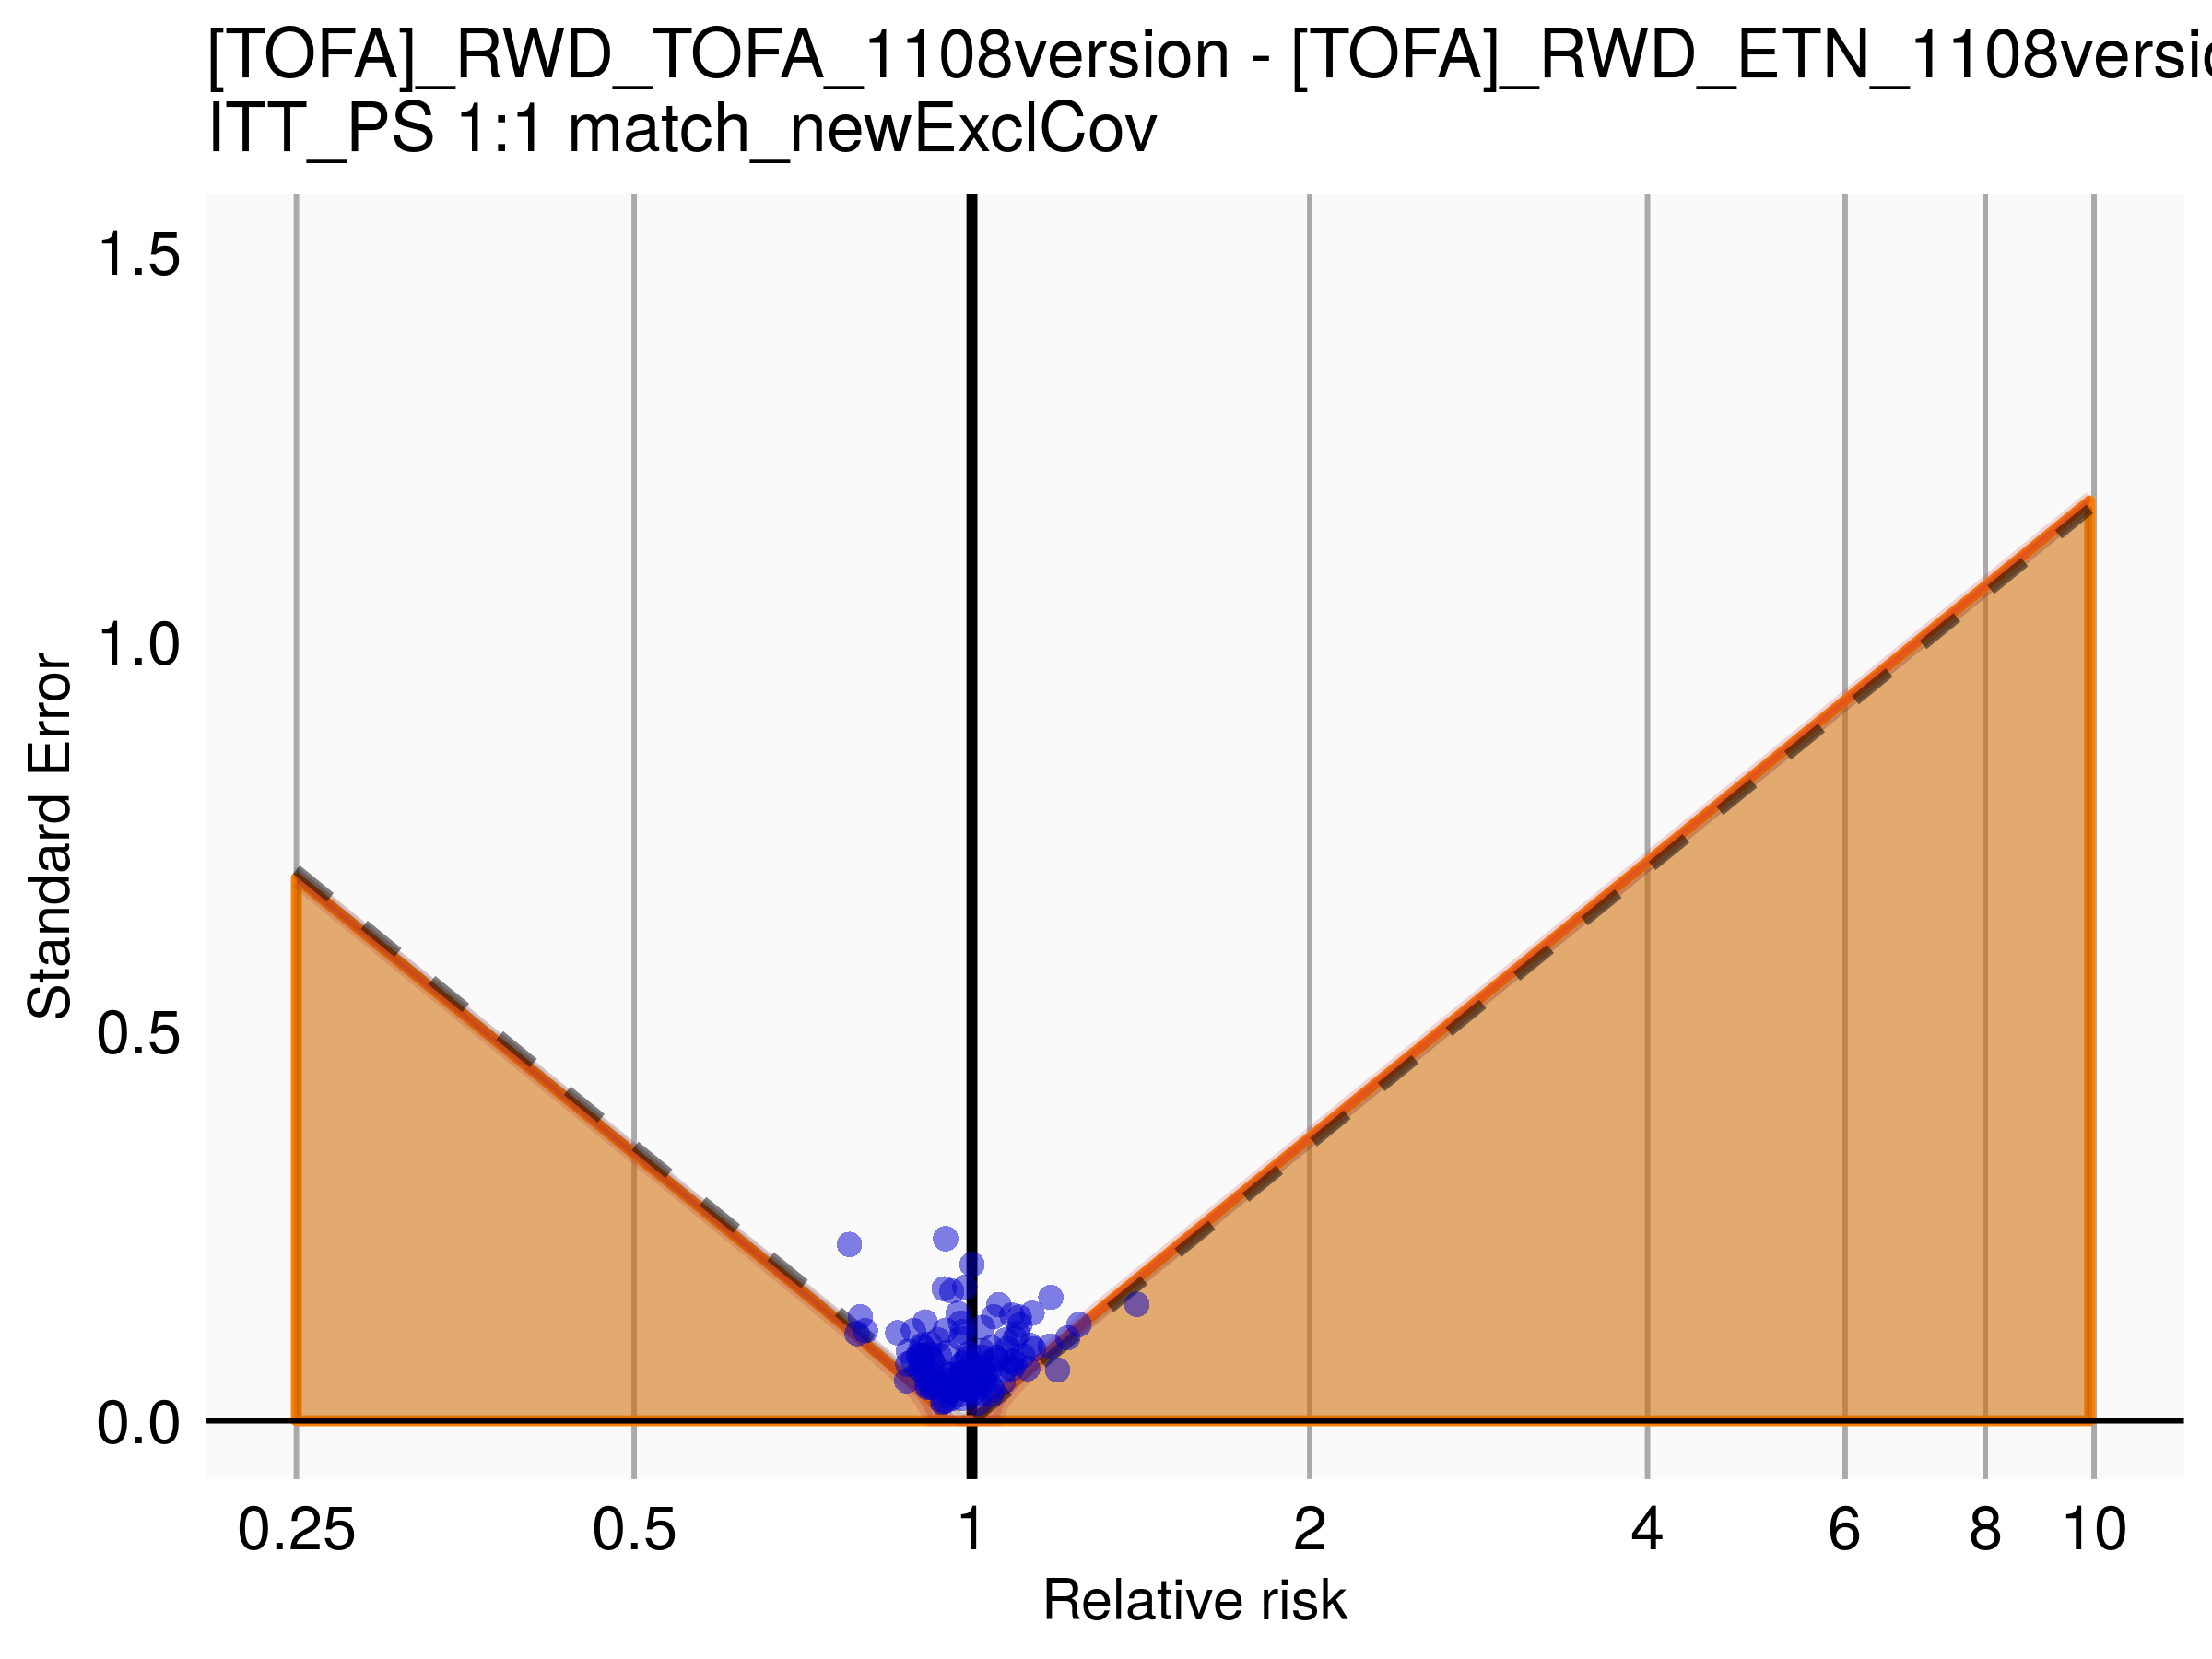 [TOFA]_RWD_TOFA_1108version - [TOFA]_RWD_ETN_1108versi
ITT_PS 1:1 match_newExclCov
1.5
1.0
0.5
0.0
Standard Error
0.25 0.5 1 2 4 6 8 10
Relative risk